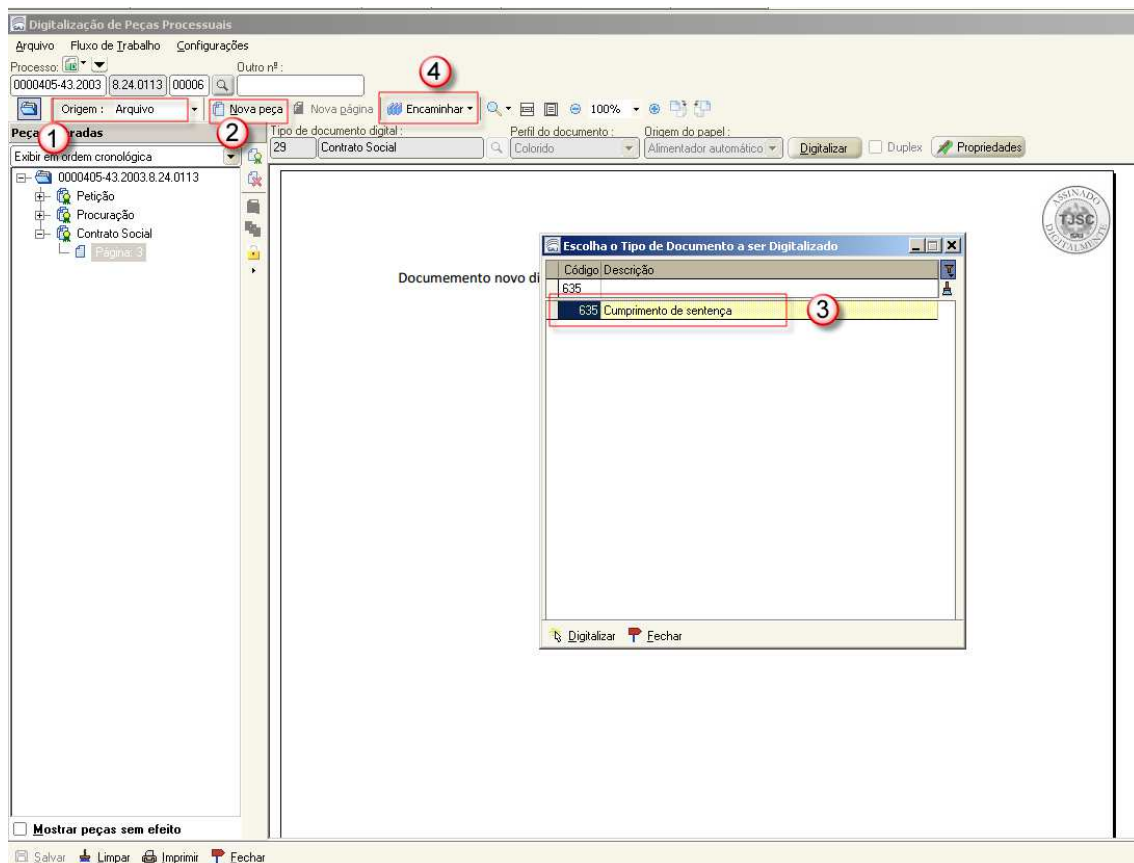 Digitalização de Peças Processuais
Arquivo Fluxo de Trabalho Configurações
Processo: Outro nº :
0000405-43.2003 8.24.0113 00006
4
Origem : Arquivo Nova peça Nova página Encaminhar 100%
1 2
Tipo de documento digital : Perfil do documento : Origem do papel :
29 Contrato Social Colorido Alimentador automático Digitalizar Duplex Propriedades
Exibir em ordem cronológica
0000405-43.2003.8.24.0113
Petição
Procuração
Contrato Social
Página: 3
ASSINADO
TJSC
DIGITALMENTE
Documemento novo di
Escolha o Tipo de Documento a ser Digitalizado
Código Descrição
635
635 Cumprimento de sentença
3
Digitalizar Fechar
Mostrar peças sem efeito
Salvar Limpar Imprimir Fechar